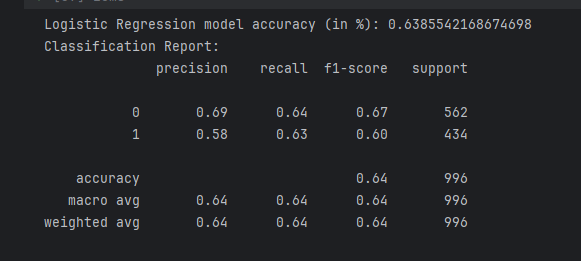 Logistic Regression model accuracy (in %): 0.6385542168674698
Classification Report:
precision recall f1-score support
0 0.69 0.64 0.67 562
1 0.58 0.63 0.60 434
accuracy 0.64 996
macro avg 0.64 0.64 0.64 996
weighted avg 0.64 0.64 0.64 996